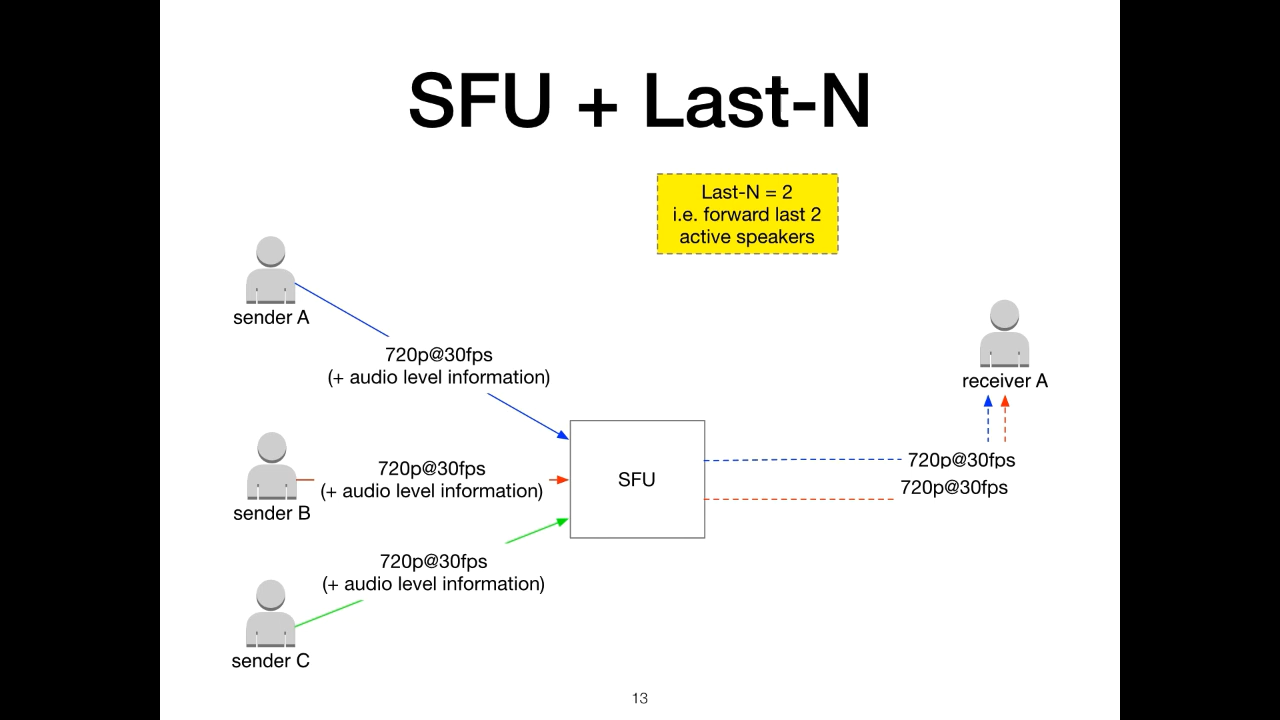 SFU + Last-N
Last-N = 2
i.e. forward last 2
active speakers
sender A
720p@30fps
(+ audio level information)
receiver A
sender B
720p@30fps
(+ audio level information)
SFU
720p@30fps
720p@30fps
720p@30fps
(+ audio level information)
sender C
13